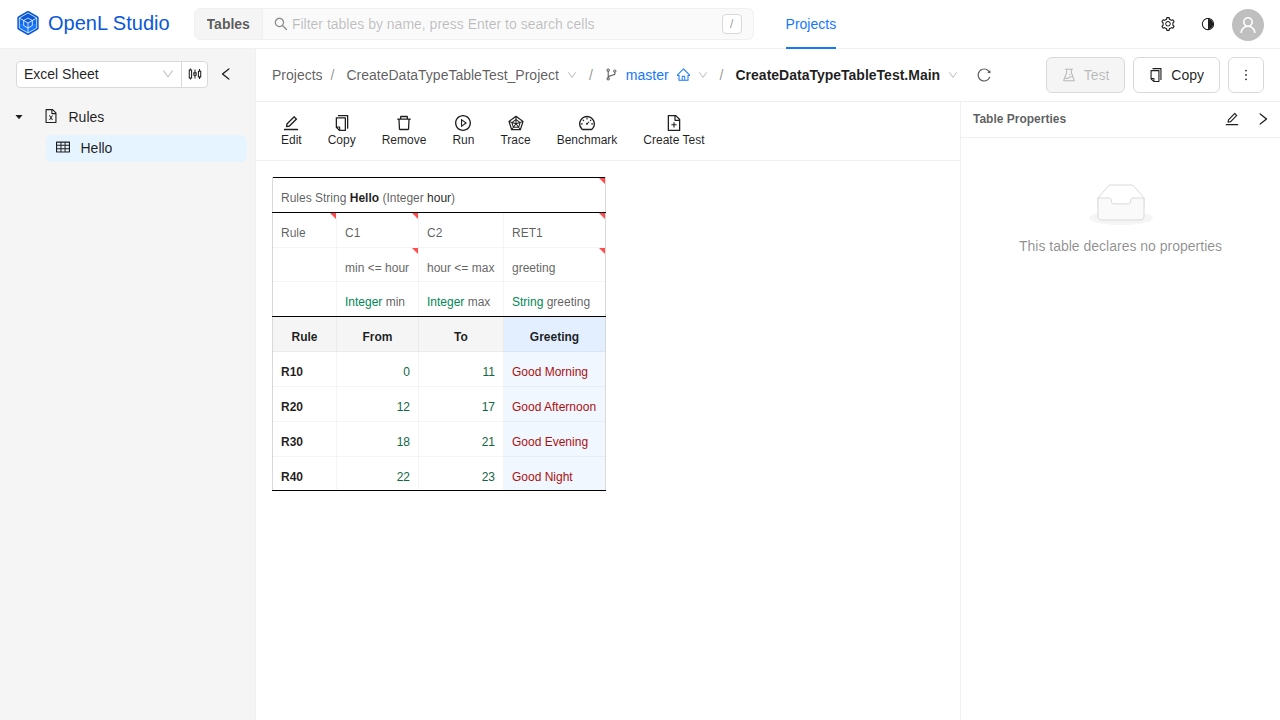 OpenL Studio
Tables
Filter tables by name, press Enter to search cells
/
Projects
Excel Sheet
Projects / CreateDataTypeTableTest_Project / master / CreateDataTypeTableTest.Main
Test
Copy
Rules
Hello
Edit
Copy
Remove
Run
Trace
Benchmark
Create Test
Table Properties
This table declares no properties
Rules String Hello (Integer hour)
Rule C1 C2 RET1
min <= hour hour <= max greeting
Integer min Integer max String greeting
Rule From To Greeting
R10 0 11 Good Morning
R20 12 17 Good Afternoon
R30 18 21 Good Evening
R40 22 23 Good Night